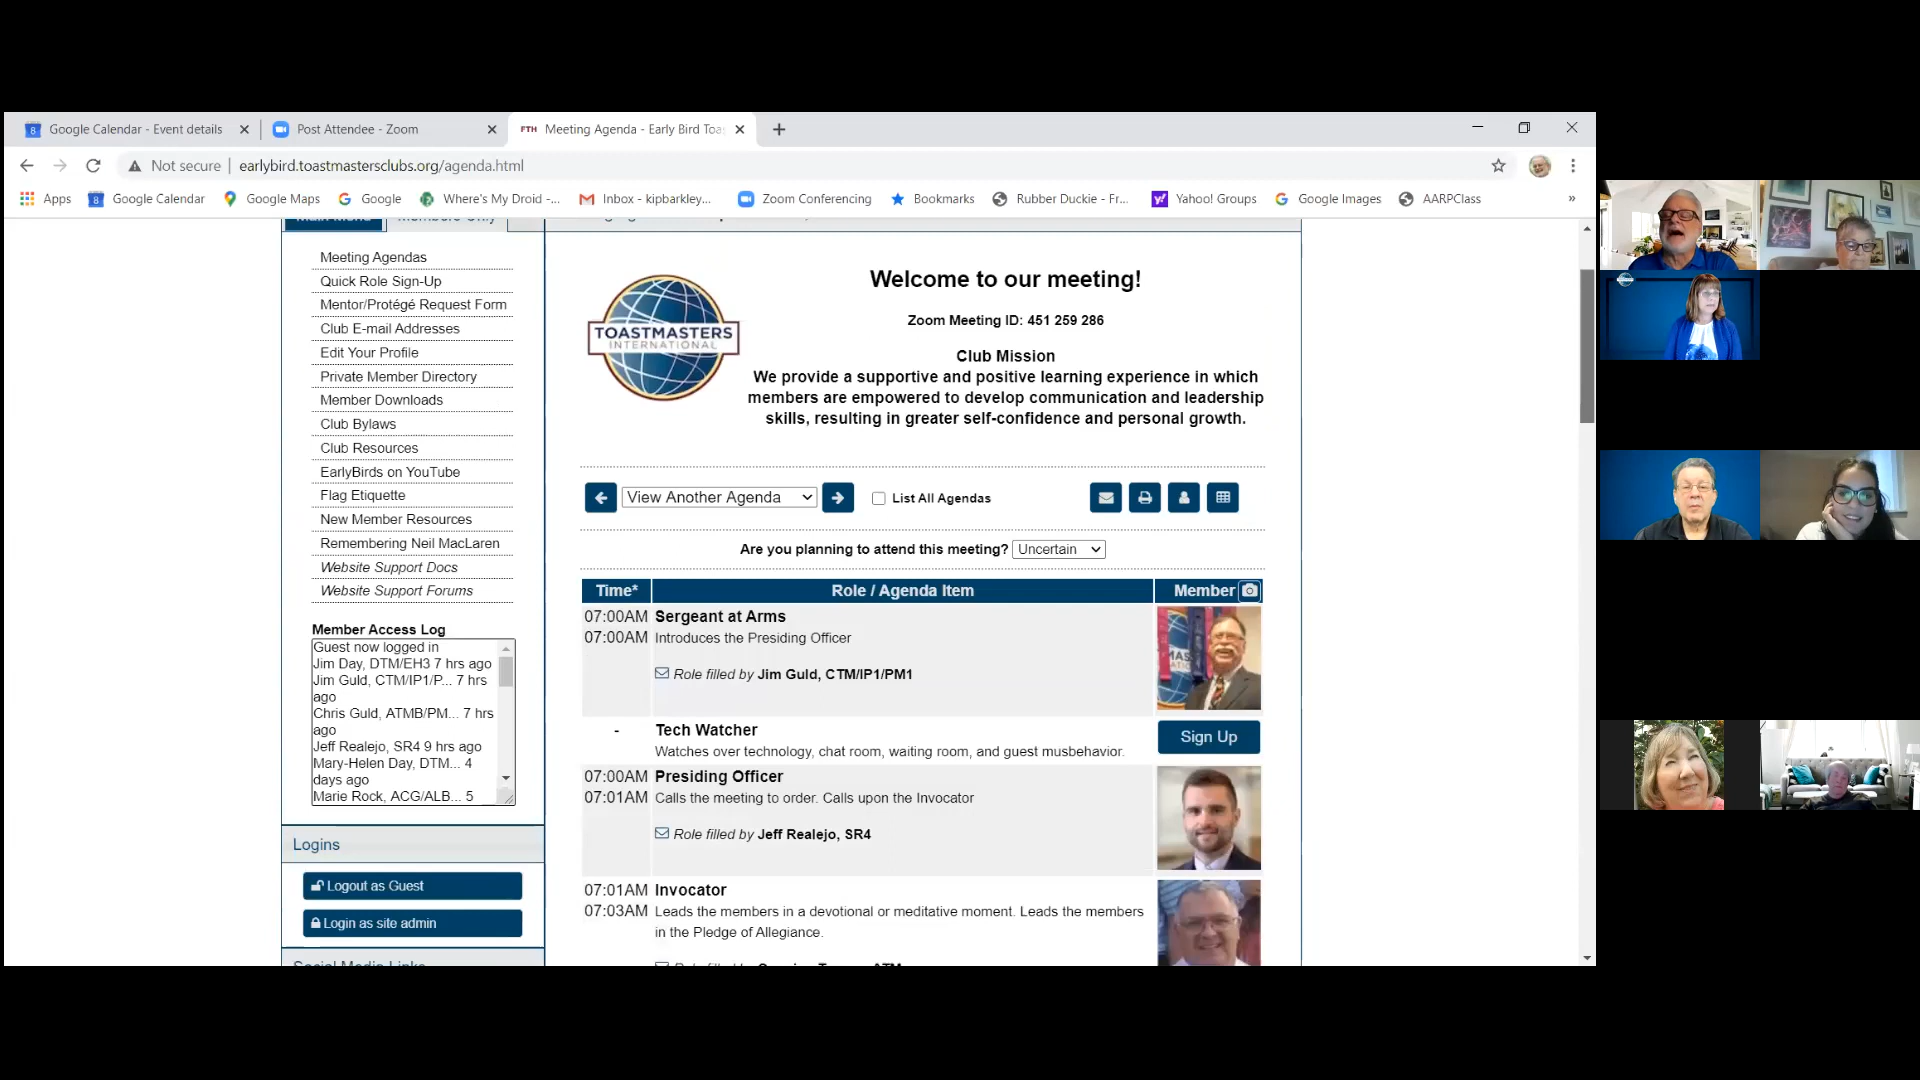 Google Calendar - Event details
Post Attendee - Zoom
FTH Meeting Agenda - Early Bird Toa
Not secure | earlybird.toastmastersclubs.org/agenda.html
Apps
Google Calendar
Google Maps
Google
Where's My Droid -...
Inbox - kipbarkley...
Zoom Conferencing
Bookmarks
Rubber Duckie - Fr...
Yahoo! Groups
Google Images
AARPClass
»
Main Menu
Members Only
Meeting Agendas
Quick Role Sign-Up
Mentor/Protégé Request Form
Club E-mail Addresses
Edit Your Profile
Private Member Directory
Member Downloads
Club Bylaws
Club Resources
EarlyBirds on YouTube
Flag Etiquette
New Member Resources
Remembering Neil MacLaren
Website Support Docs
Website Support Forums
Member Access Log
Guest now logged in
Jim Day, DTM/EH3 7 hrs ago
Jim Guld, CTM/IP1/P... 7 hrs
ago
Chris Guld, ATMB/PM... 7 hrs
ago
Jeff Realejo, SR4 9 hrs ago
Mary-Helen Day, DTM... 4
days ago
Marie Rock, ACG/ALB... 5
Logins
Logout as Guest
Login as site admin
Social Media Links
TOASTMASTERS
INTERNATIONAL
Welcome to our meeting!
Zoom Meeting ID: 451 259 286
Club Mission
We provide a supportive and positive learning experience in which
members are empowered to develop communication and leadership
skills, resulting in greater self-confidence and personal growth.
View Another Agenda
List All Agendas
Are you planning to attend this meeting? Uncertain
Time* Role / Agenda Item Member
07:00AM Sergeant at Arms
07:00AM Introduces the Presiding Officer
Role filled by Jim Guld, CTM/IP1/PM1
- Tech Watcher
Watches over technology, chat room, waiting room, and guest musbehavior.
Sign Up
07:00AM Presiding Officer
07:01AM Calls the meeting to order. Calls upon the Invocator
Role filled by Jeff Realejo, SR4
07:01AM Invocator
07:03AM Leads the members in a devotional or meditative moment. Leads the members
in the Pledge of Allegiance.